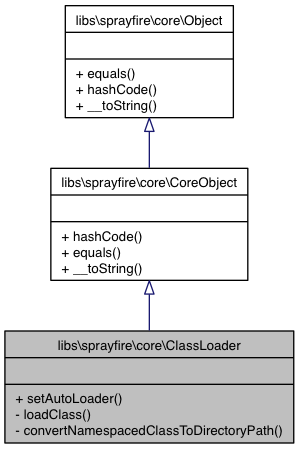 libs\sprayfire\core\Object
+ equals()
+ hashCode()
+ __toString()
libs\sprayfire\core\CoreObject
+ hashCode()
+ equals()
+ __toString()
libs\sprayfire\core\ClassLoader
+ setAutoLoader()
- loadClass()
- convertNamespacedClassToDirectoryPath()